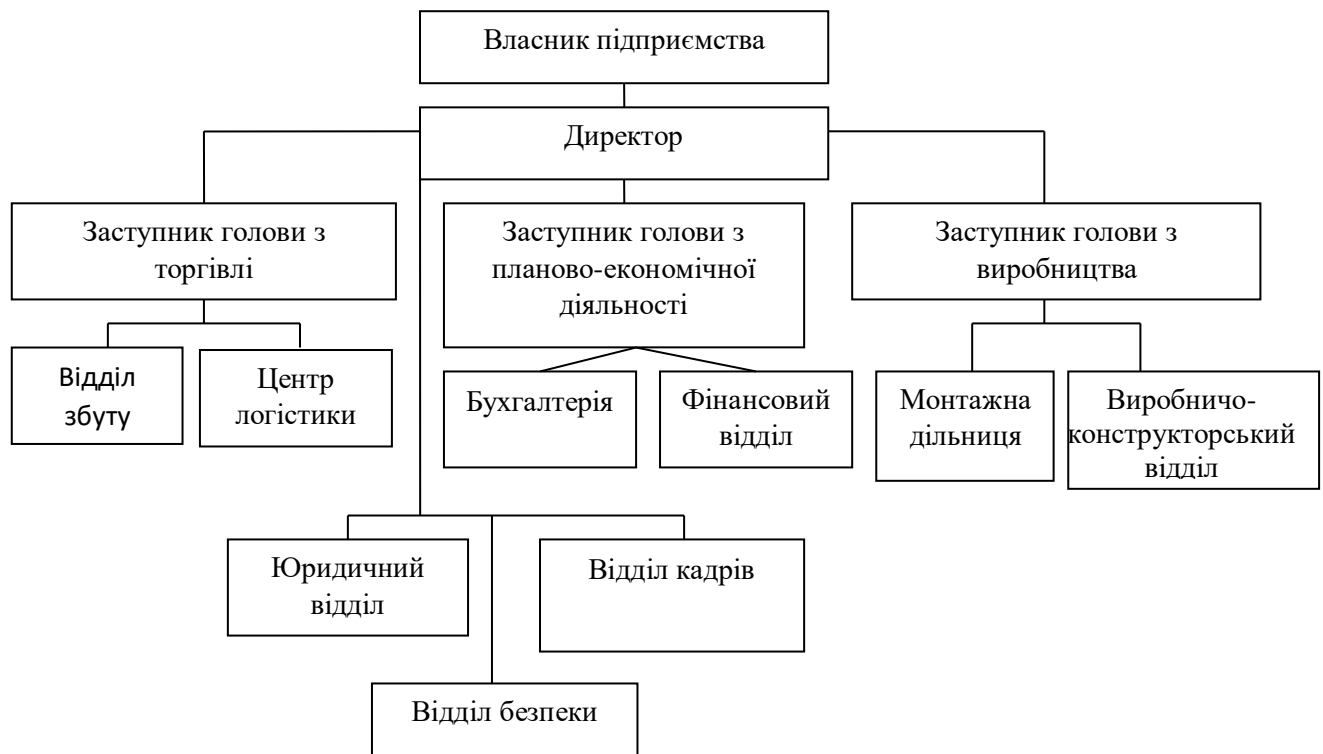 Власник підприємства
Директор
Заступник голови з
торгівлі
Заступник голови з
планово-економічної
діяльності
Заступник голови з
виробництва
Відділ
збуту
Центр
логістики
Бухгалтерія
Фінансовий
відділ
Монтажна
дільниця
Виробничо-
конструкторський
відділ
Юридичний
відділ
Відділ кадрів
Відділ безпеки